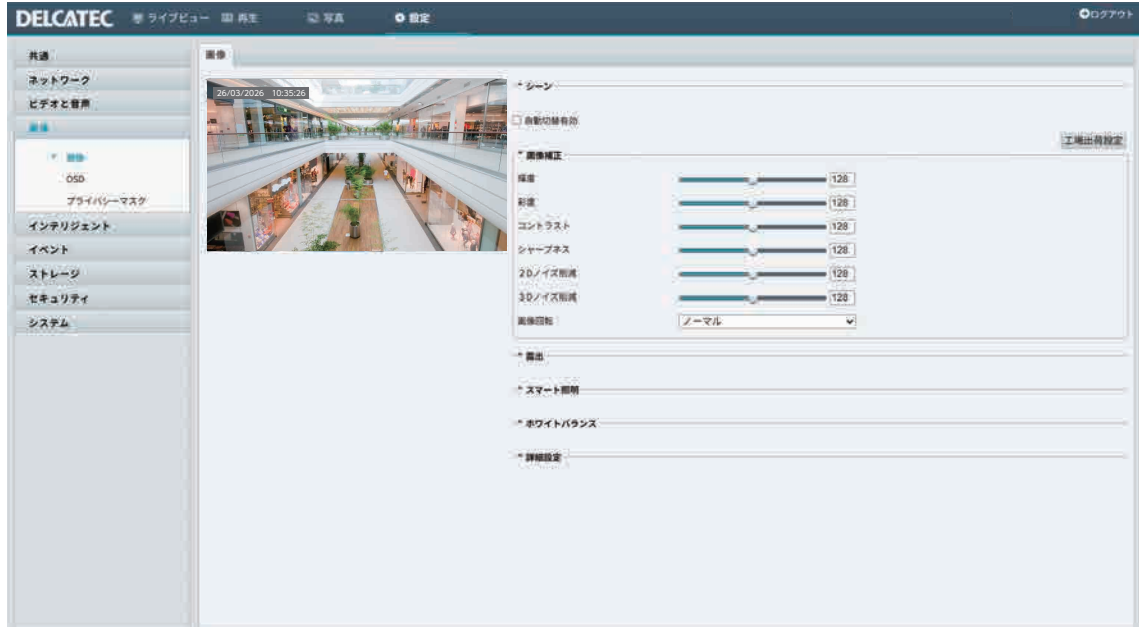 DELCATEC ライブビュー 再生 写真 設定 ログアウト
共通
ネットワーク
ビデオと音声
画像
画像
OSD
プライバシーマスク
インテリジェント
イベント
ストレージ
セキュリティ
システム
画像
26/03/2026 10:35:26
シーン
自動切替有効
工場出荷設定
画像補正
輝度 128
彩度 128
コントラスト 128
シャープネス 128
2Dノイズ削減 128
3Dノイズ削減 128
画像回転 ノーマル
露出
スマート照明
ホワイトバランス
詳細設定